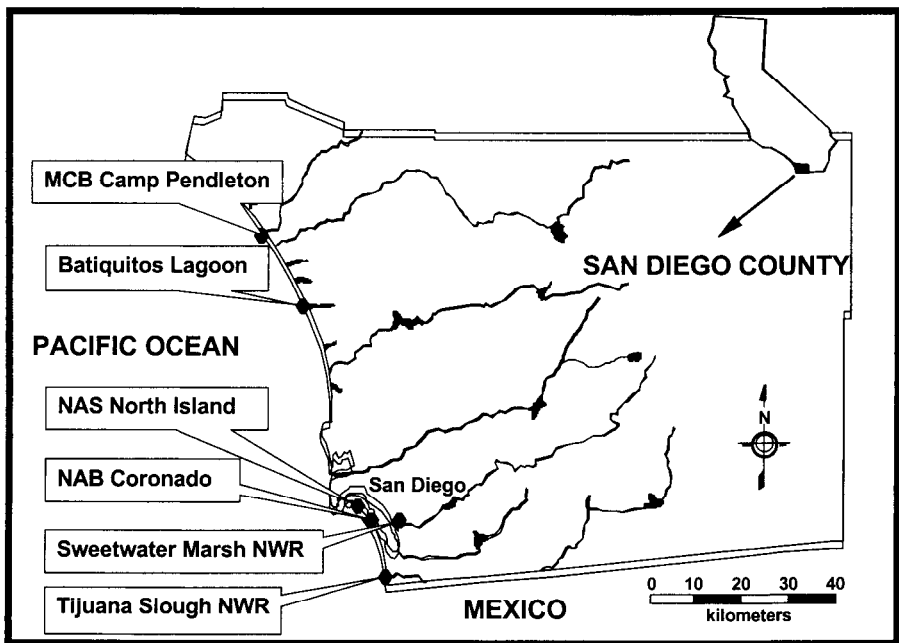 MCB Camp Pendleton
Batiquitos Lagoon
SAN DIEGO COUNTY
PACIFIC OCEAN
NAS North Island
N
NAB Coronado
San Diego
Sweetwater Marsh NWR
Tijuana Slough NWR
MEXICO
0 10 20 30 40
kilometers